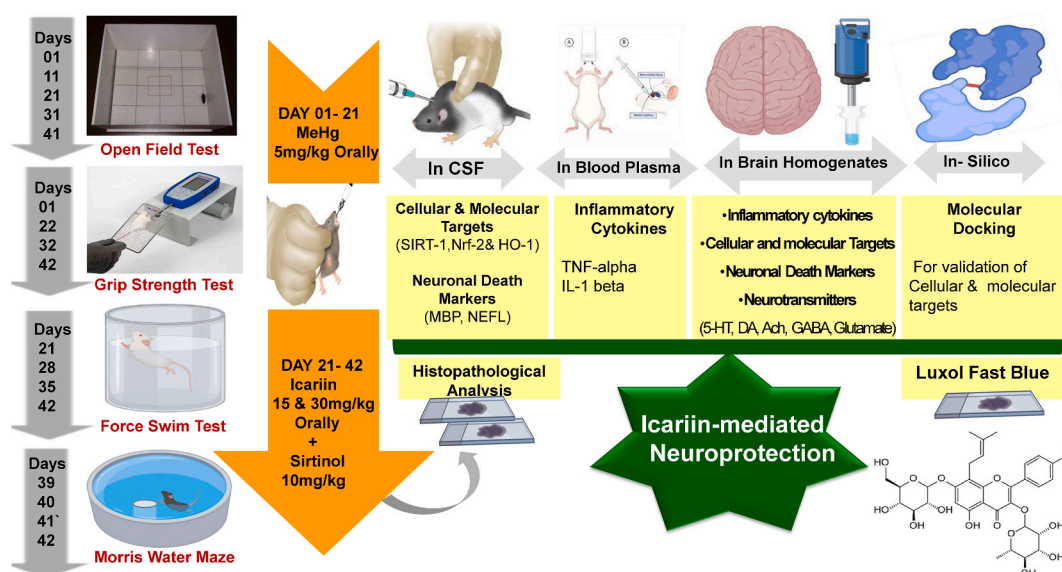 Days
01
11
21
31
41
Open Field Test
Days
01
22
32
42
Grip Strength Test
Days
21
28
35
42
Force Swim Test
Days
39
40
41`
42
Morris Water Maze
DAY 01- 21
MeHg
5mg/kg Orally
DAY 21- 42
Icariin
15 & 30mg/kg
Orally
+
Sirtinol
10mg/kg
In CSF
Cellular & Molecular
Targets
(SIRT-1,Nrf-2& HO-1)
Neuronal Death
Markers
(MBP, NEFL)
A
B
In Blood Plasma
Inflammatory
Cytokines
TNF-alpha
IL-1 beta
In Brain Homogenates
•Inflammatory cytokines
•Cellular and molecular Targets
•Neuronal Death Markers
•Neurotransmitters
(5-HT, DA, Ach, GABA, Glutamate)
In- Silico
Molecular
Docking
For validation of
Cellular & molecular
targets
Histopathological
Analysis
Icariin-mediated
Neuroprotection
Luxol Fast Blue
HO
O
O
O
HO
OH
OH
OH
O
O
O
OH
HO
OH